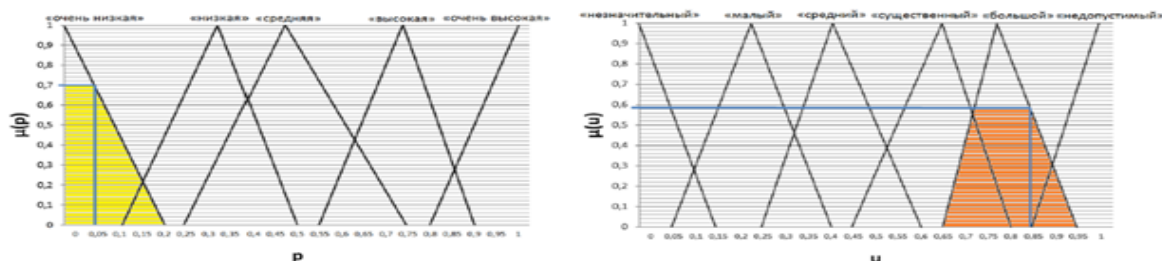 «очень низкая» «низкая» «средняя» «высокая» «очень высокая»
1
0,9
0,8
0,7
0,6
0,5
0,4
0,3
0,2
0,1
0
μ(p)
0 0,05 0,1 0,15 0,2 0,25 0,3 0,35 0,4 0,45 0,5 0,55 0,6 0,65 0,7 0,75 0,8 0,85 0,9 0,95 1
P
«незначительный» «малый» «средний» «существенный» «большой» «недопустимый»
1
0,9
0,8
0,7
0,6
0,5
0,4
0,3
0,2
0,1
0
μ(u)
0 0,05 0,1 0,15 0,2 0,25 0,3 0,35 0,4 0,45 0,5 0,55 0,6 0,65 0,7 0,75 0,8 0,85 0,9 0,95 1
u